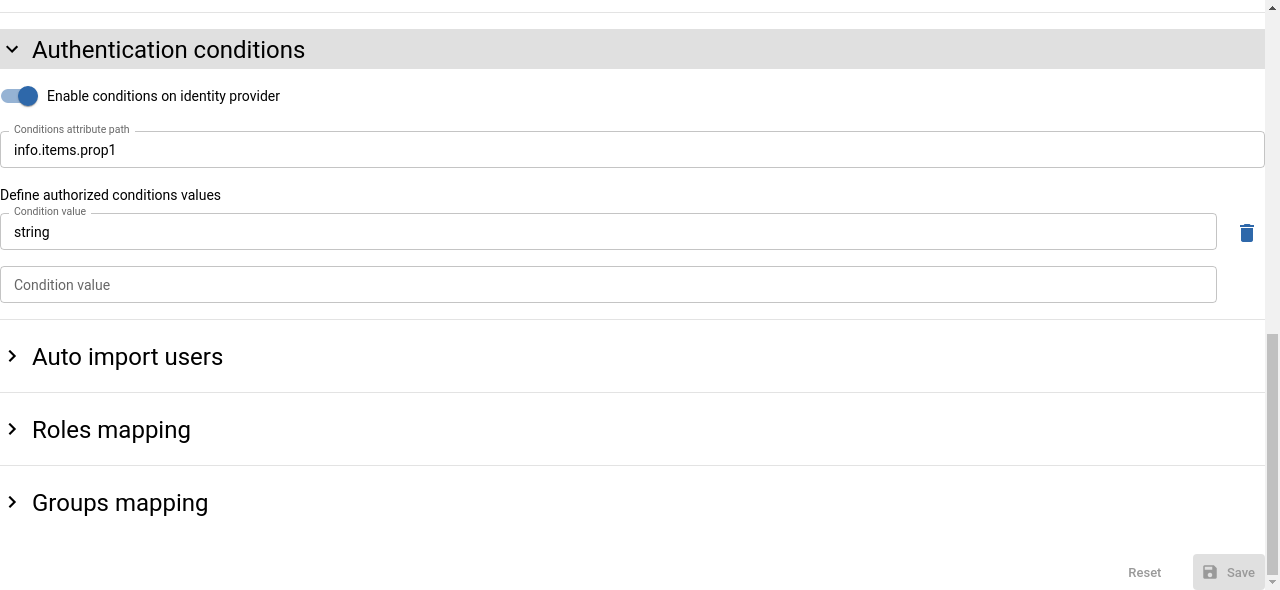 Authentication conditions
Enable conditions on identity provider
Conditions attribute path
info.items.prop1
Define authorized conditions values
Condition value
string
Condition value
Auto import users
Roles mapping
Groups mapping
Reset
Save